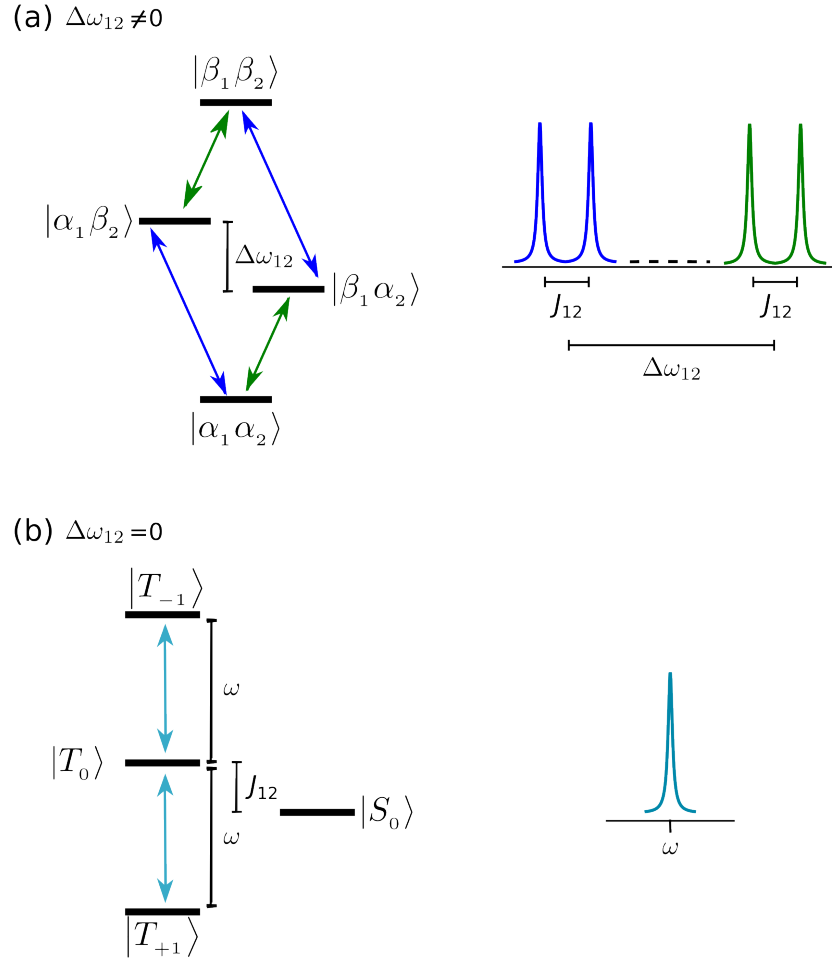 (a) Δω₁₂≠0
|β₁β₂⟩
|α₁β₂⟩
Δω₁₂
|β₁α₂⟩
|α₁α₂⟩
J₁₂
J₁₂
Δω₁₂
(b) Δω₁₂=0
|T₋₁⟩
ω
|T₀⟩
J₁₂
|S₀⟩
ω
|T₊₁⟩
ω